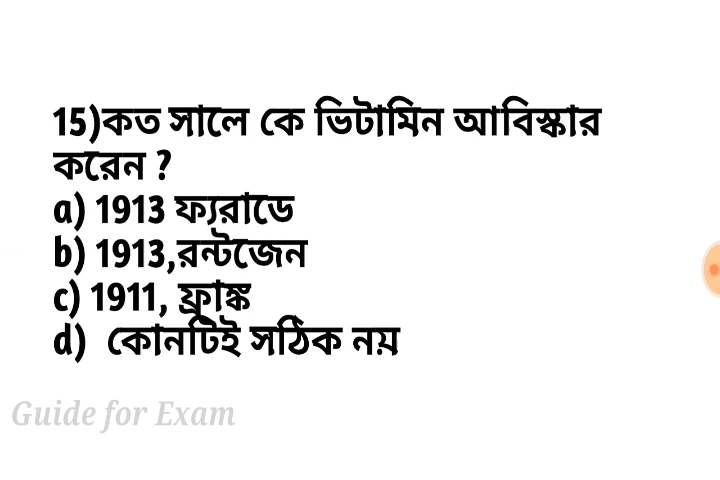 15)কত সালে কে ভিটামিন আবিস্কার
করেন ?
a) 1913 ফ্যরাডে
b) 1913,রন্টজেন
c) 1911, ফ্রাঙ্ক
d) কোনটিই সঠিক নয়
Guide for Exam